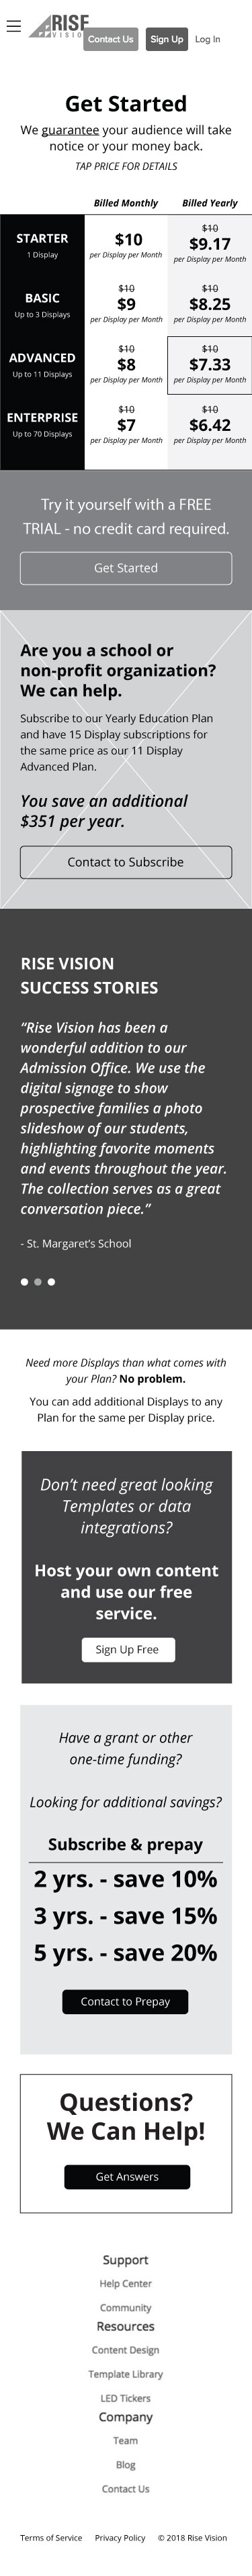 RISE
VISIO
Contact Us
Sign Up
Log In
Get Started
We guarantee your audience will take
notice or your money back.
TAP PRICE FOR DETAILS
Billed Monthly Billed Yearly
STARTER
1 Display
$10
per Display per Month
$10
$9.17
per Display per Month
BASIC
Up to 3 Displays
$10
$9
per Display per Month
$10
$8.25
per Display per Month
ADVANCED
Up to 11 Displays
$10
$8
per Display per Month
$10
$7.33
per Display per Month
ENTERPRISE
Up to 70 Displays
$10
$7
per Display per Month
$10
$6.42
per Display per Month
Try it yourself with a FREE
TRIAL - no credit card required.
Get Started
Are you a school or
non-profit organization?
We can help.
Subscribe to our Yearly Education Plan
and have 15 Display subscriptions for
the same price as our 11 Display
Advanced Plan.
You save an additional
$351 per year.
Contact to Subscribe
RISE VISION
SUCCESS STORIES
“Rise Vision has been a
wonderful addition to our
Admission Office. We use the
digital signage to show
prospective families a photo
slideshow of our students,
highlighting favorite moments
and events throughout the year.
The collection serves as a great
conversation piece.”
- St. Margaret’s School
Need more Displays than what comes with
your Plan? No problem.
You can add additional Displays to any
Plan for the same per Display price.
Don’t need great looking
Templates or data
integrations?
Host your own content
and use our free
service.
Sign Up Free
Have a grant or other
one-time funding?
Looking for additional savings?
Subscribe & prepay
2 yrs. - save 10%
3 yrs. - save 15%
5 yrs. - save 20%
Contact to Prepay
Questions?
We Can Help!
Get Answers
Support
Help Center
Community
Resources
Content Design
Template Library
LED Tickers
Company
Team
Blog
Contact Us
Terms of Service Privacy Policy © 2018 Rise Vision